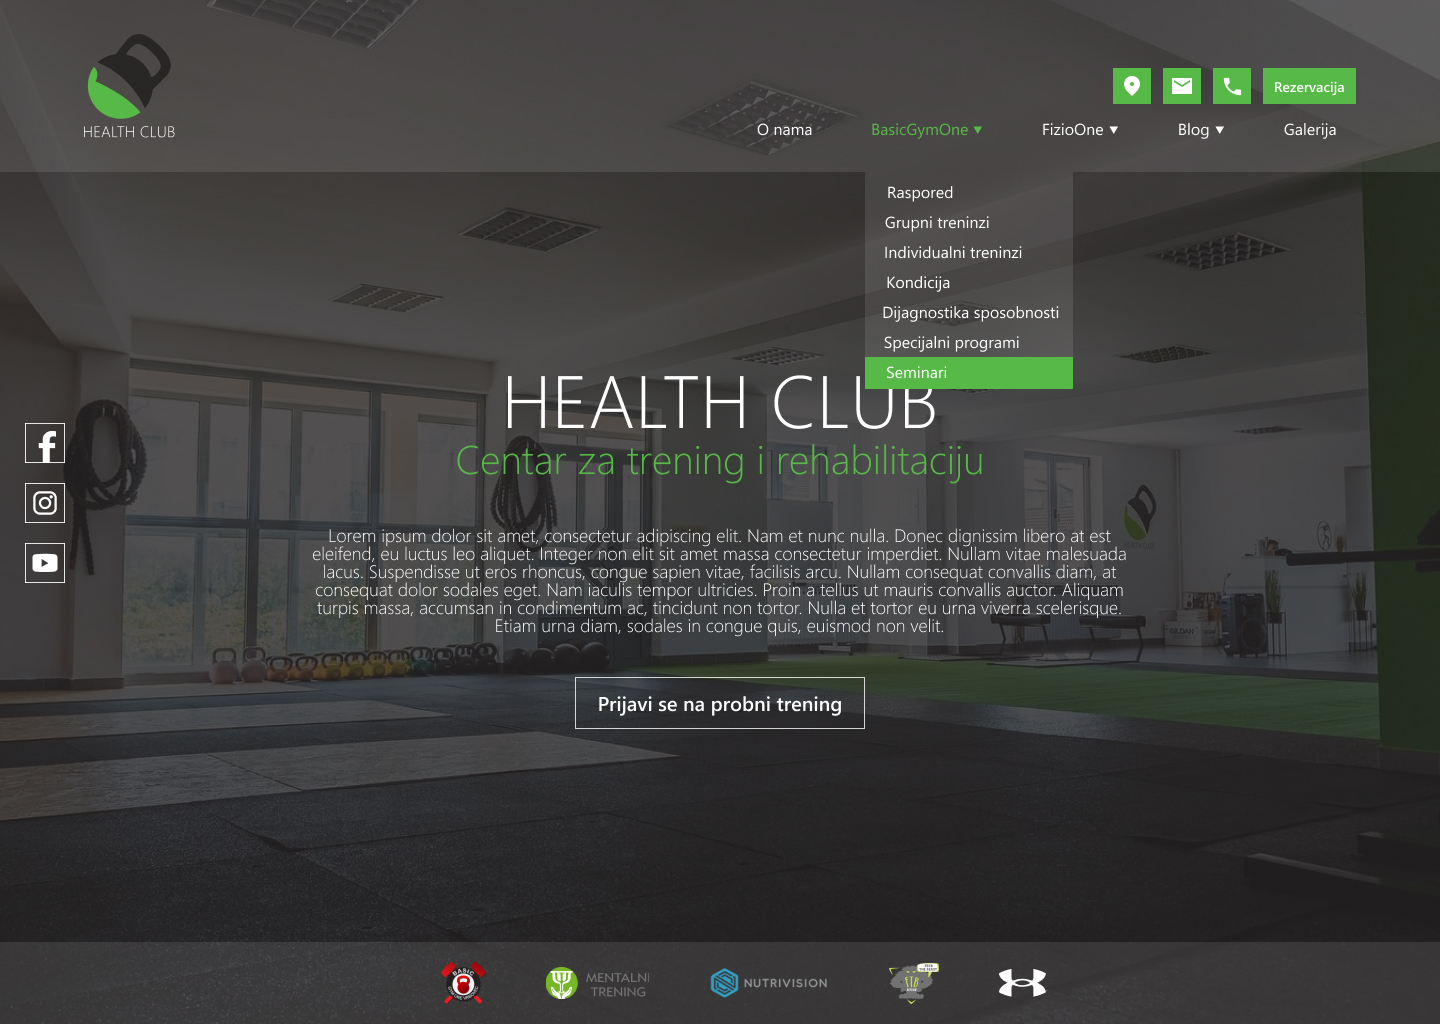 HEALTH CLUB
Rezervacija
O nama
BasicGymOne
FizioOne
Blog
Galerija
Raspored
Grupni treninzi
Individualni treninzi
Kondicija
Dijagnostika sposobnosti
Specijalni programi
Seminari
HEALTH CLUB
Centar za trening i rehabilitaciju
Lorem ipsum dolor sit amet, consectetur adipiscing elit. Nam et nunc nulla. Donec dignissim libero at est
eleifend, eu luctus leo aliquet. Integer non elit sit amet massa consectetur imperdiet. Nullam vitae malesuada
lacus. Suspendisse ut eros rhoncus, congue sapien vitae, facilisis arcu. Nullam consequat convallis diam, at
consequat dolor sodales eget. Nam iaculis tempor ultricies. Proin a tellus ut mauris convallis auctor. Aliquam
turpis massa, accumsan in condimentum ac, tincidunt non tortor. Nulla et tortor eu urna viverra scelerisque.
Etiam urna diam, sodales in congue quis, euismod non velit.
Prijavi se na probni trening
BASIC
MENTALNI
TRENING
NUTRIVISION
FTB